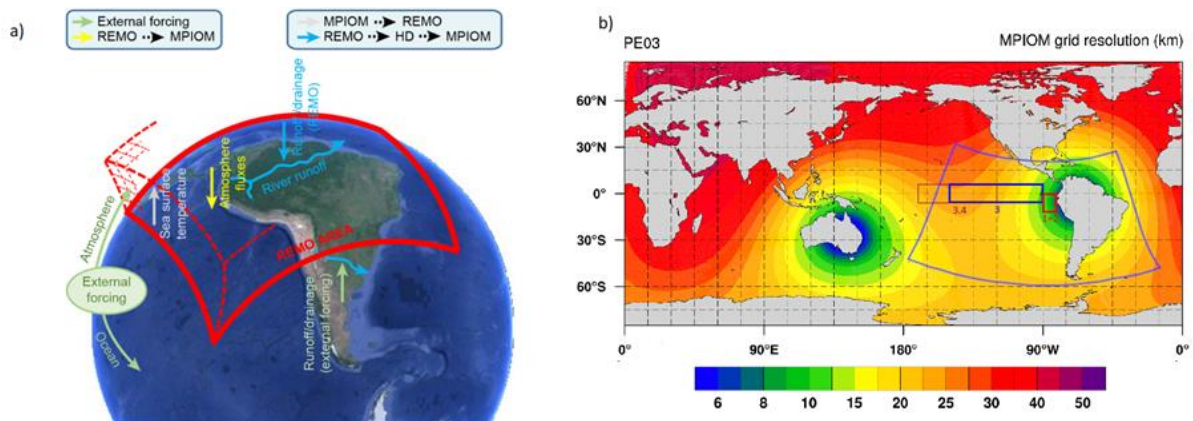 a)
External forcing
REMO MPIOM
MPIOM REMO
REMO HD MPIOM
Runoff/drainage
(REMO)
Atmosphere
fluxes
River runoff
Sea surface
temperature
Atmosphere
REMO AREA
External
forcing
Runoff/drainage
(external forcing)
Ocean
b)
PE03
MPIOM grid resolution (km)
60°N
30°N
0°
30°S
60°S
3.4
3
0°
90°E
180°
90°W
0°
6 8 10 15 20 25 30 40 50